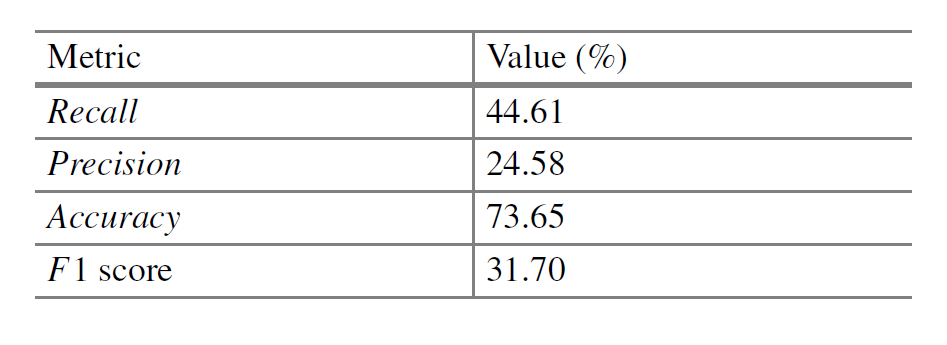 Metric Value (%)
Recall 44.61
Precision 24.58
Accuracy 73.65
F1 score 31.70